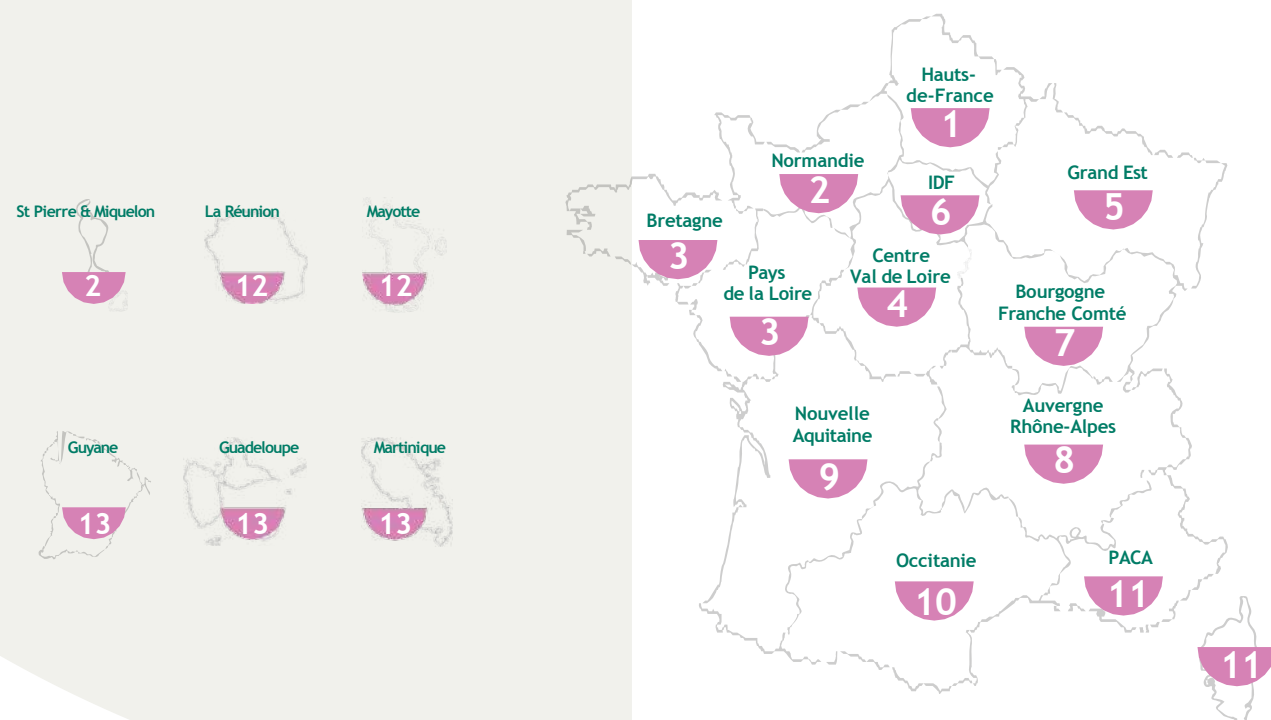 St Pierre & Miquelon
2
La Réunion
12
Mayotte
12
Guyane
13
Guadeloupe
13
Martinique
13
Hauts-
de-France
1
Normandie
2
IDF
6
Grand Est
5
Bretagne
3
Pays
de la Loire
3
Centre
Val de Loire
4
Bourgogne
Franche Comté
7
Auvergne
Rhône-Alpes
8
Nouvelle
Aquitaine
9
Occitanie
10
PACA
11
11